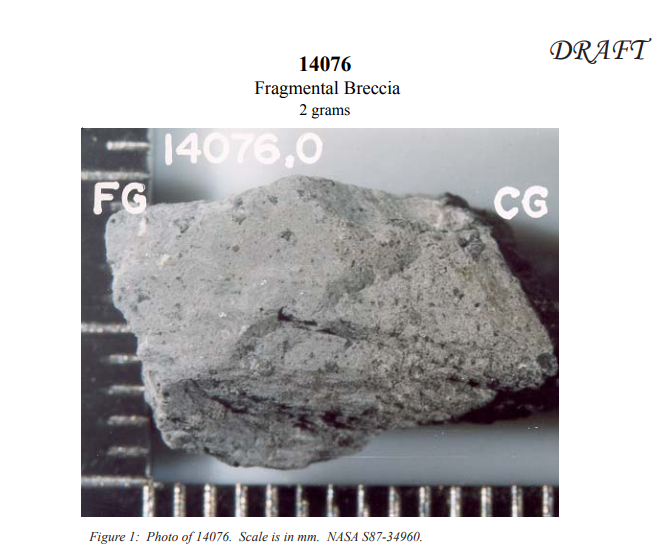 DRAFT
14076
Fragmental Breccia
2 grams
14076,0
FG
CG
Figure 1:  Photo of 14076.  Scale is in mm.  NASA S87-34960.